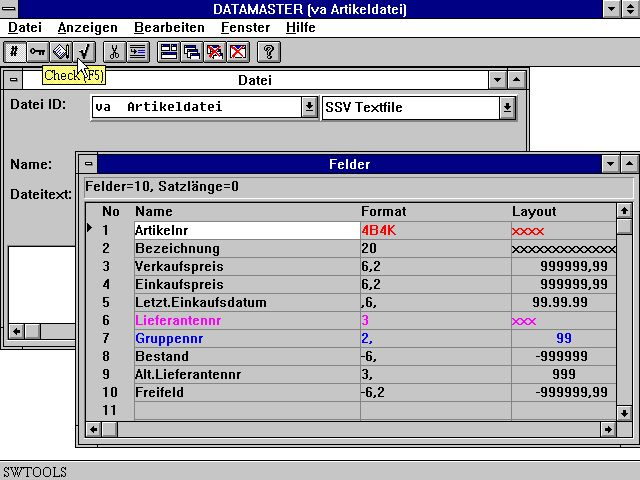 DATAMASTER (va Artikeldatei)
Datei Anzeigen Bearbeiten Fenster Hilfe
# ?
Check (F5)
Datei
Datei ID: va Artikeldatei SSV Textfile
Name:
Dateitext:
Felder
Felder=10, Satzlänge=0
No Name Format Layout
1 Artikelnr 4B4K xxxx
2 Bezeichnung 20 xxxxxxxxxxxxx
3 Verkaufspreis 6,2 999999,99
4 Einkaufspreis 6,2 999999,99
5 Letzt.Einkaufsdatum ,6, 99.99.99
6 Lieferantennr 3 xxx
7 Gruppennr 2, 99
8 Bestand -6, -999999
9 Alt.Lieferantennr 3, 999
10 Freifeld -6,2 -999999,99
11
SWTOOLS